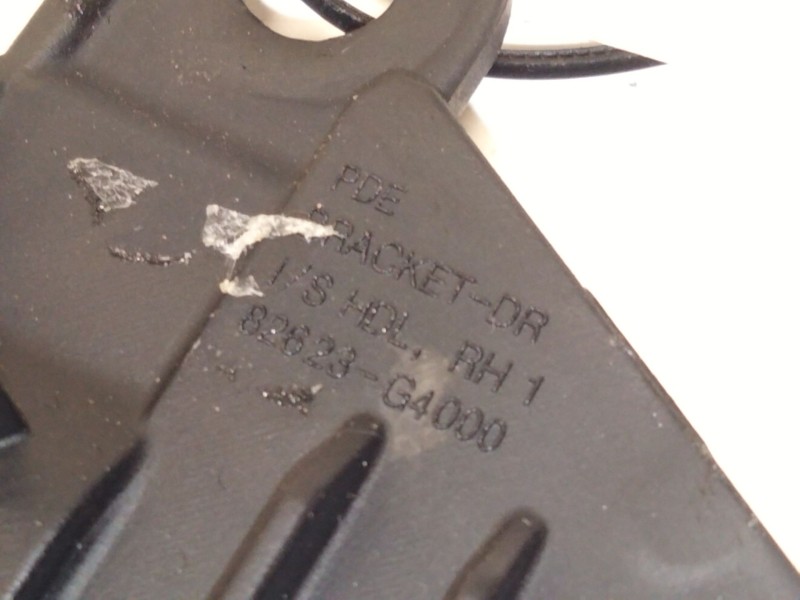 PDE
BRACKET-DR
I/S HDL, RH 1
82623-G4000